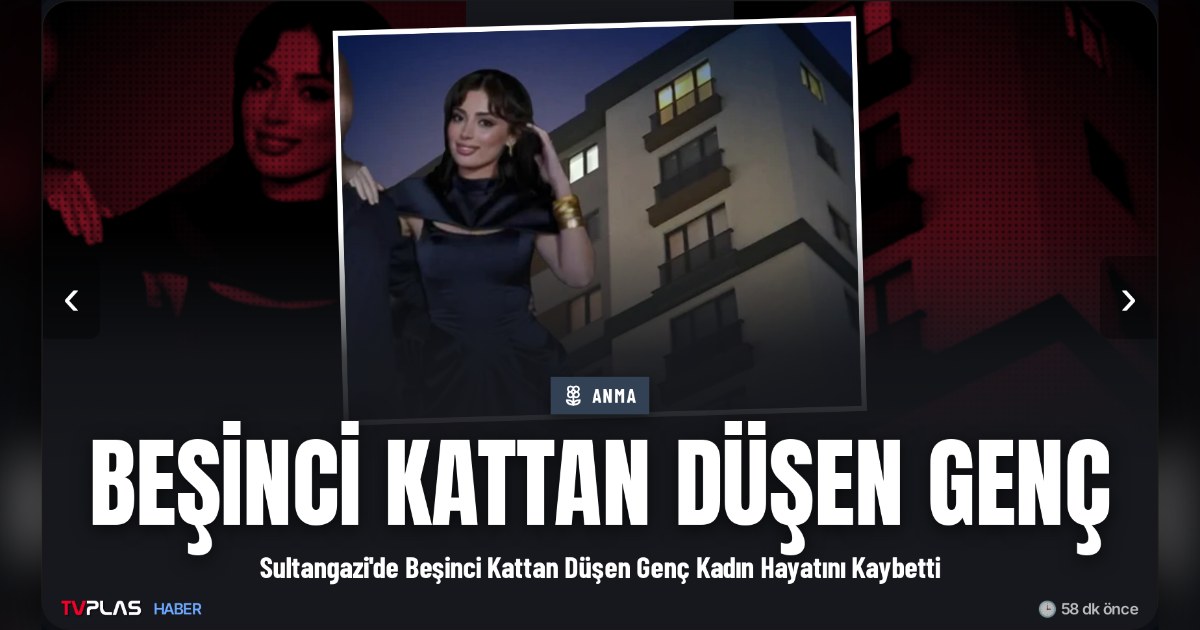 ANMA
BEŞİNCİ KATTAN DÜŞEN GENÇ
Sultangazi'de Beşinci Kattan Düşen Genç Kadın Hayatını Kaybetti
TVPLAS HABER
58 dk önce